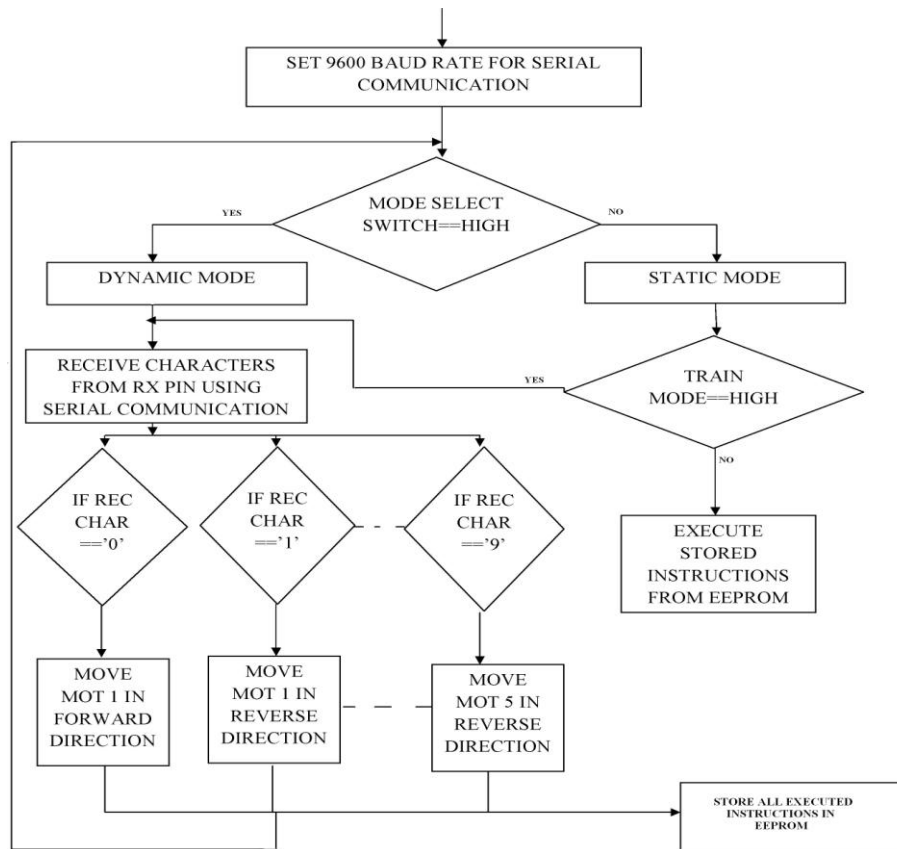 SET 9600 BAUD RATE FOR SERIAL
COMMUNICATION
MODE SELECT
SWITCH==HIGH
YES
NO
DYNAMIC MODE
STATIC MODE
RECEIVE CHARACTERS
FROM RX PIN USING
SERIAL COMMUNICATION
YES
TRAIN
MODE==HIGH
NO
IF REC
CHAR
=='0'
IF REC
CHAR
=='1'
IF REC
CHAR
=='9'
EXECUTE
STORED
INSTRUCTIONS
FROM EEPROM
MOVE
MOT 1 IN
FORWARD
DIRECTION
MOVE
MOT 1 IN
REVERSE
DIRECTION
MOVE
MOT 5 IN
REVERSE
DIRECTION
STORE ALL EXECUTED
INSTRUCTIONS IN
EEPROM